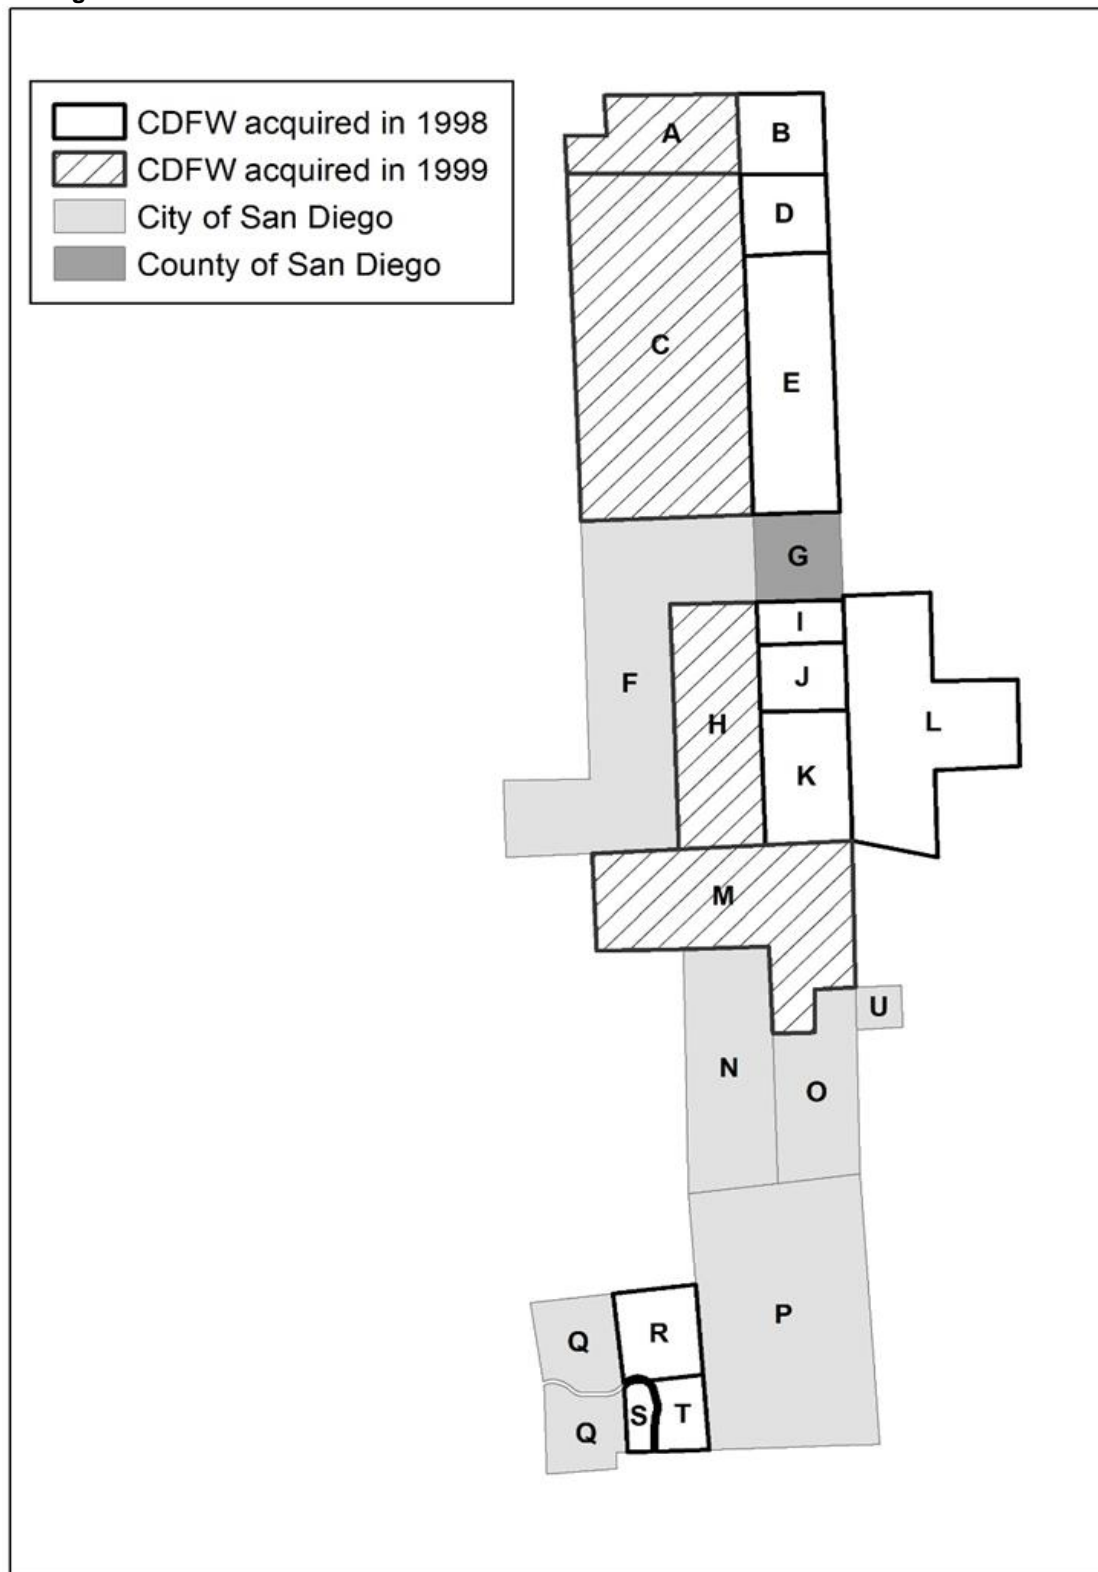 CDFW acquired in 1998
CDFW acquired in 1999
City of San Diego
County of San Diego
A
B
D
C
E
G
I
F
J
H
L
K
M
U
N
O
P
R
Q
S
T
Q